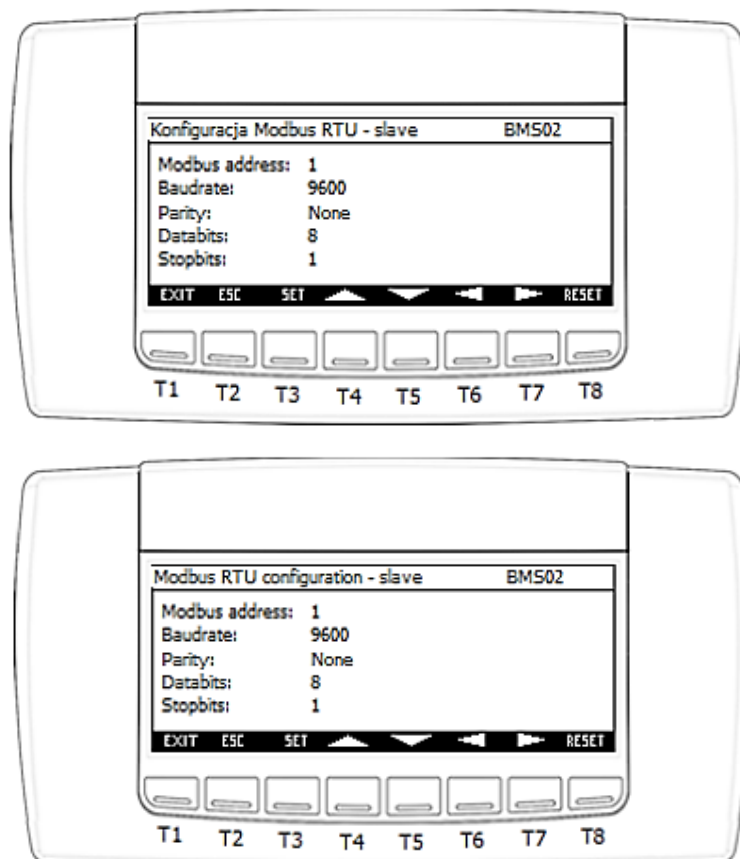 Konfiguracja Modbus RTU - slave BMS02
Modbus address: 1
Baudrate: 9600
Parity: None
Databits: 8
Stopbits: 1
EXIT ESC SET RESET
T1 T2 T3 T4 T5 T6 T7 T8
Modbus RTU configuration - slave BMS02
Modbus address: 1
Baudrate: 9600
Parity: None
Databits: 8
Stopbits: 1
EXIT ESC SET RESET
T1 T2 T3 T4 T5 T6 T7 T8